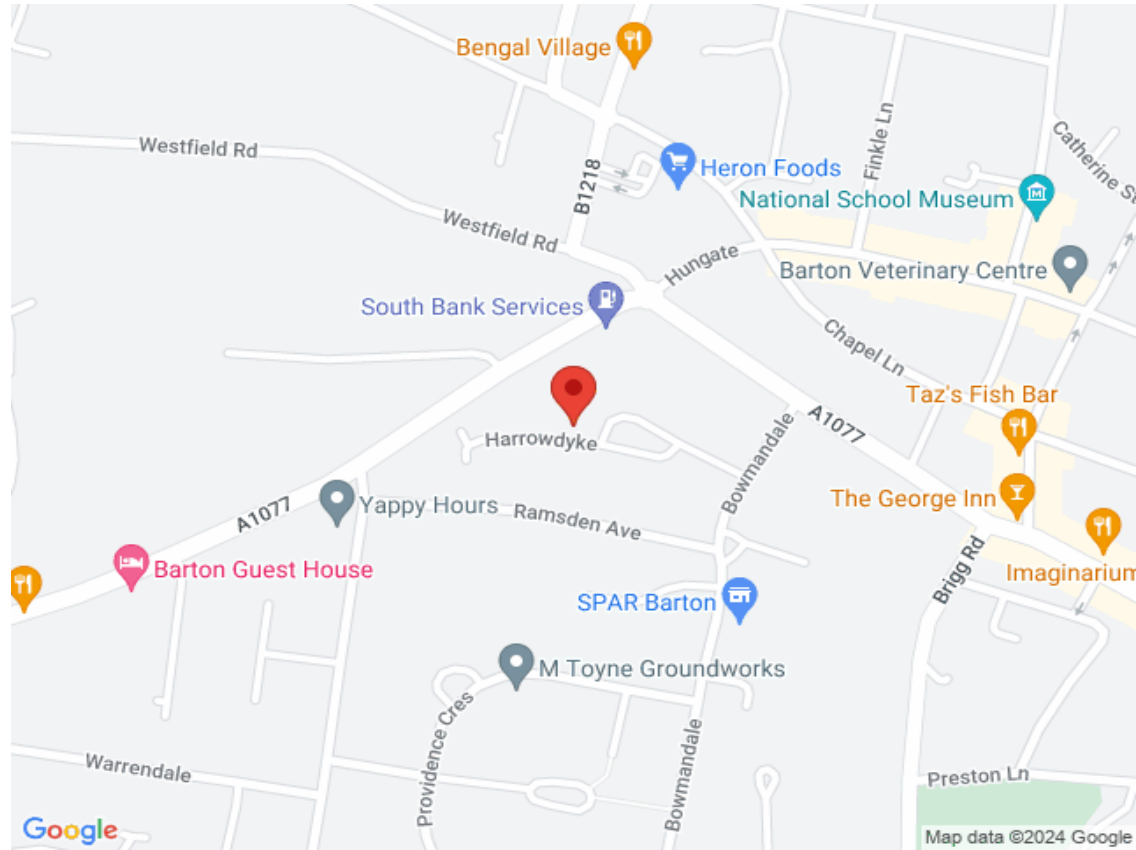 Bengal Village
Westfield Rd
B1218
Heron Foods
Finkle Ln
Catherine St
National School Museum
Westfield Rd
Hungate
Barton Veterinary Centre
South Bank Services
Chapel Ln
Taz's Fish Bar
A1077
Harrowdyke
Bowmandale
The George Inn
Yappy Hours
A1077
Ramsden Ave
Imaginarium
Barton Guest House
Brigg Rd
SPAR Barton
M Toyne Groundworks
Providence Cres
Bowmandale
Warrendale
Preston Ln
Google
Map data ©2024 Google